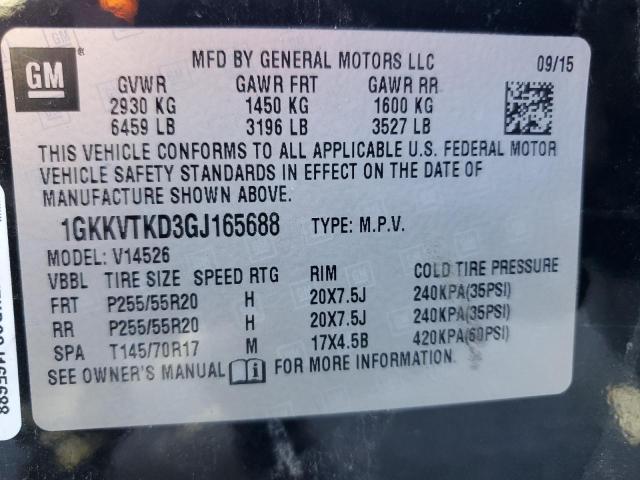 GM
MFD BY GENERAL MOTORS LLC 09/15
GVWR GAWR FRT GAWR RR
2930 KG 1450 KG 1600 KG
6459 LB 3196 LB 3527 LB
THIS VEHICLE CONFORMS TO ALL APPLICABLE U.S. FEDERAL MOTOR
VEHICLE SAFETY STANDARDS IN EFFECT ON THE DATE OF
MANUFACTURE SHOWN ABOVE.
1GKKVTKD3GJ165688 TYPE: M.P.V.
MODEL: V14526
VBBL TIRE SIZE SPEED RTG RIM COLD TIRE PRESSURE
FRT P255/55R20 H 20X7.5J 240KPA(35PSI)
RR P255/55R20 H 20X7.5J 240KPA(35PSI)
SPA T145/70R17 M 17X4.5B 420KPA(60PSI)
SEE OWNER'S MANUAL FOR MORE INFORMATION.